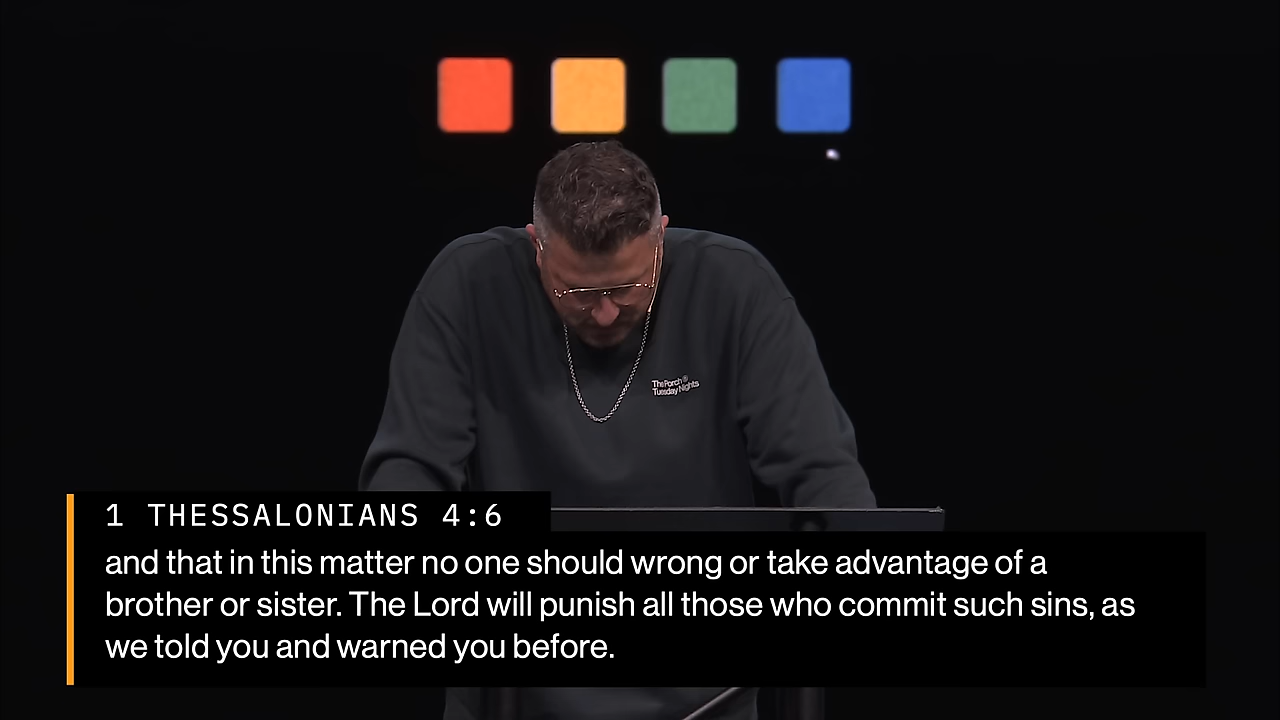 The Porch®
Tuesday Nights
1 THESSALONIANS 4:6
and that in this matter no one should wrong or take advantage of a
brother or sister. The Lord will punish all those who commit such sins, as
we told you and warned you before.